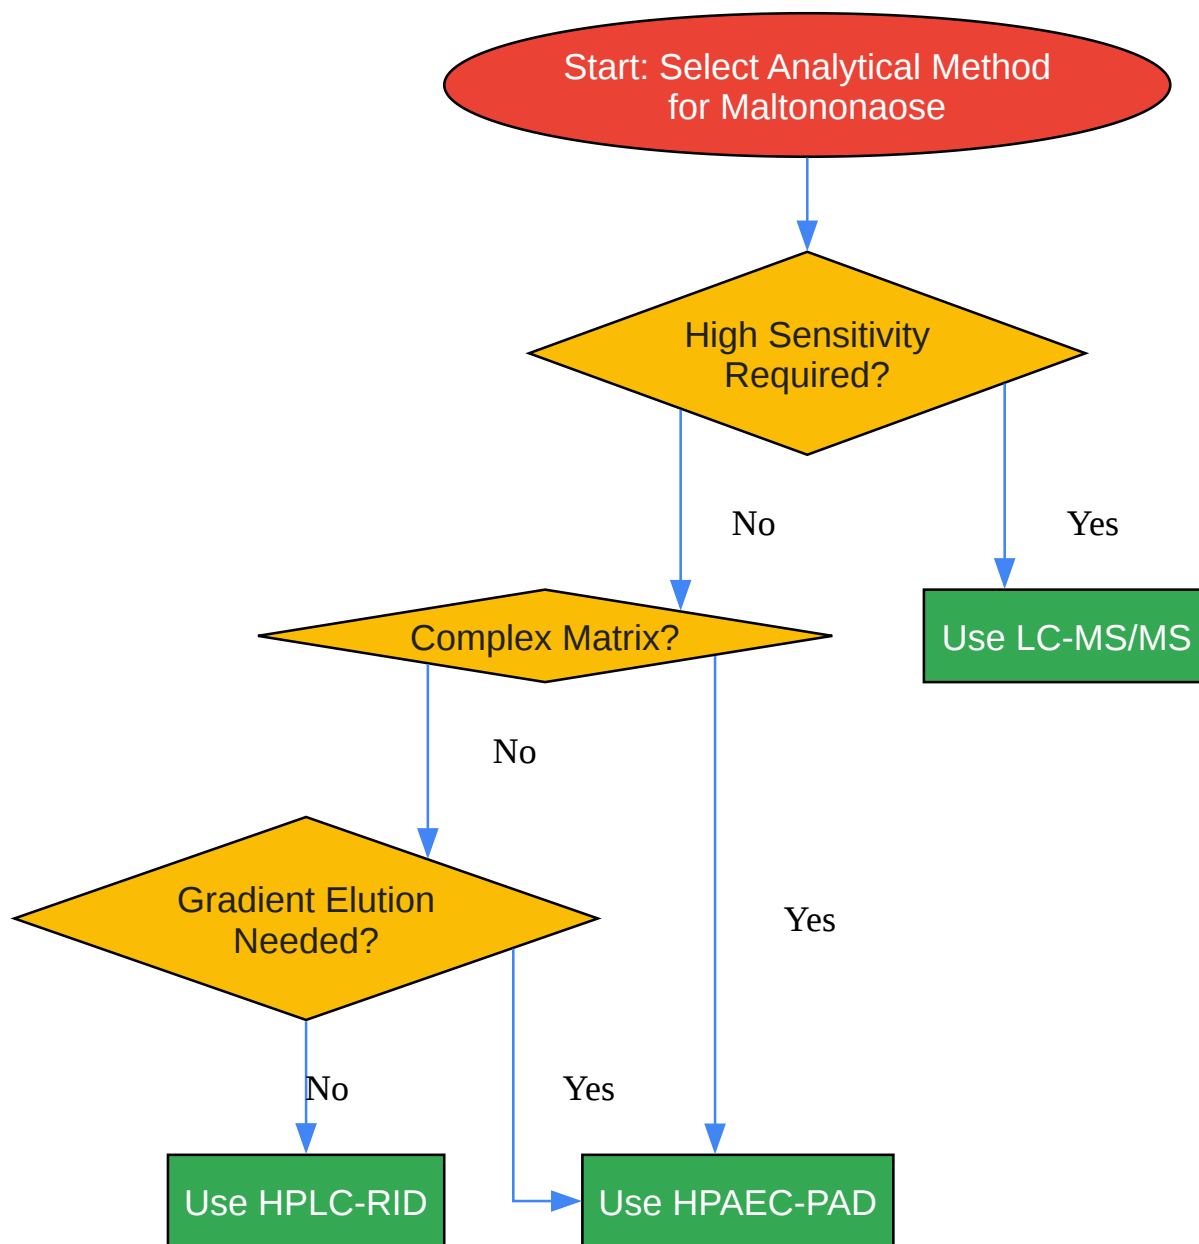 Start: Select Analytical Method
for Maltononaose
High Sensitivity
Required?
No
Yes
Complex Matrix?
Use LC-MS/MS
No
Gradient Elution
Needed?
Yes
No
Yes
Use HPLC-RID
Use HPAEC-PAD